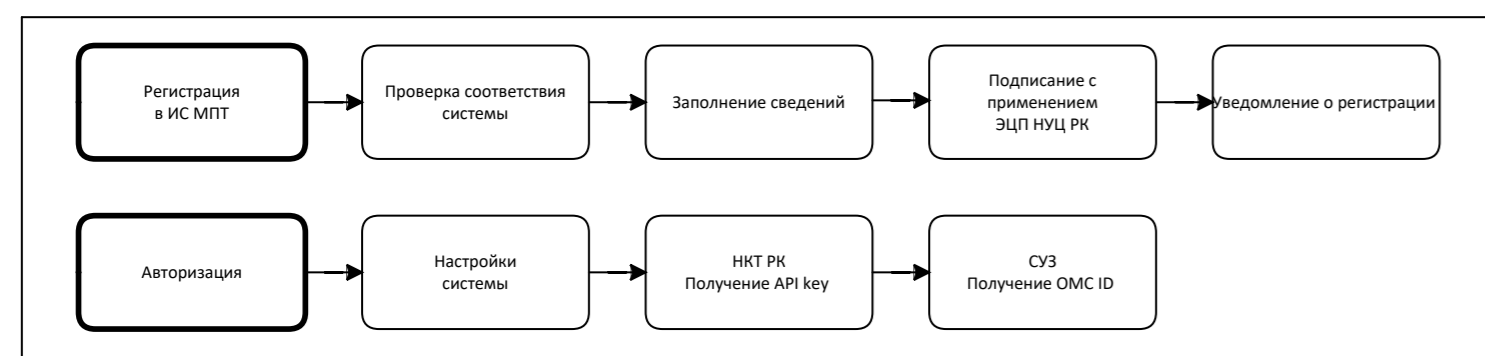 Регистрация
в ИС МПТ
Проверка соответствия
системы
Заполнение сведений
Подписание с
применением
ЭЦП НУЦ РК
Уведомление о регистрации
Авторизация
Настройки
системы
НКТ РК
Получение API key
СУЗ
Получение ОМС ID